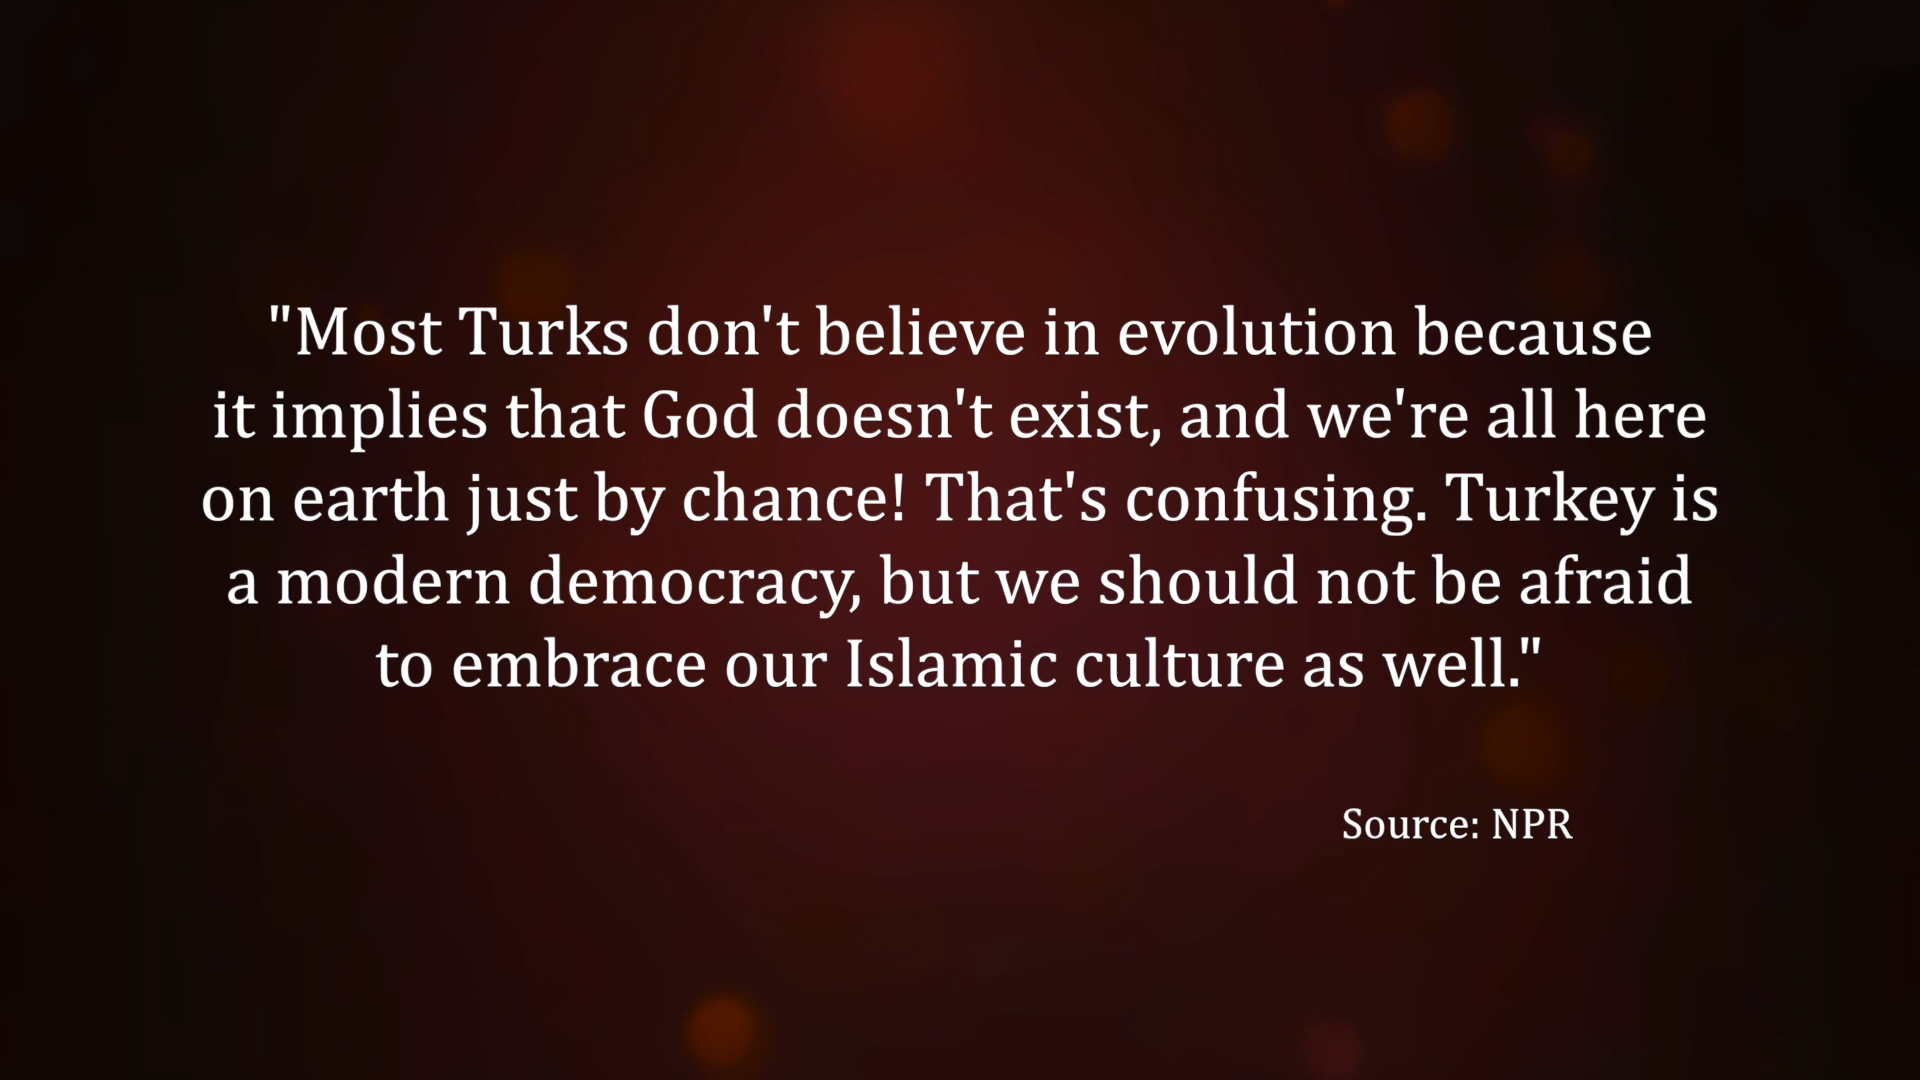 "Most Turks don't believe in evolution because
it implies that God doesn't exist, and we're all here
on earth just by chance! That's confusing. Turkey is
a modern democracy, but we should not be afraid
to embrace our Islamic culture as well."
Source: NPR